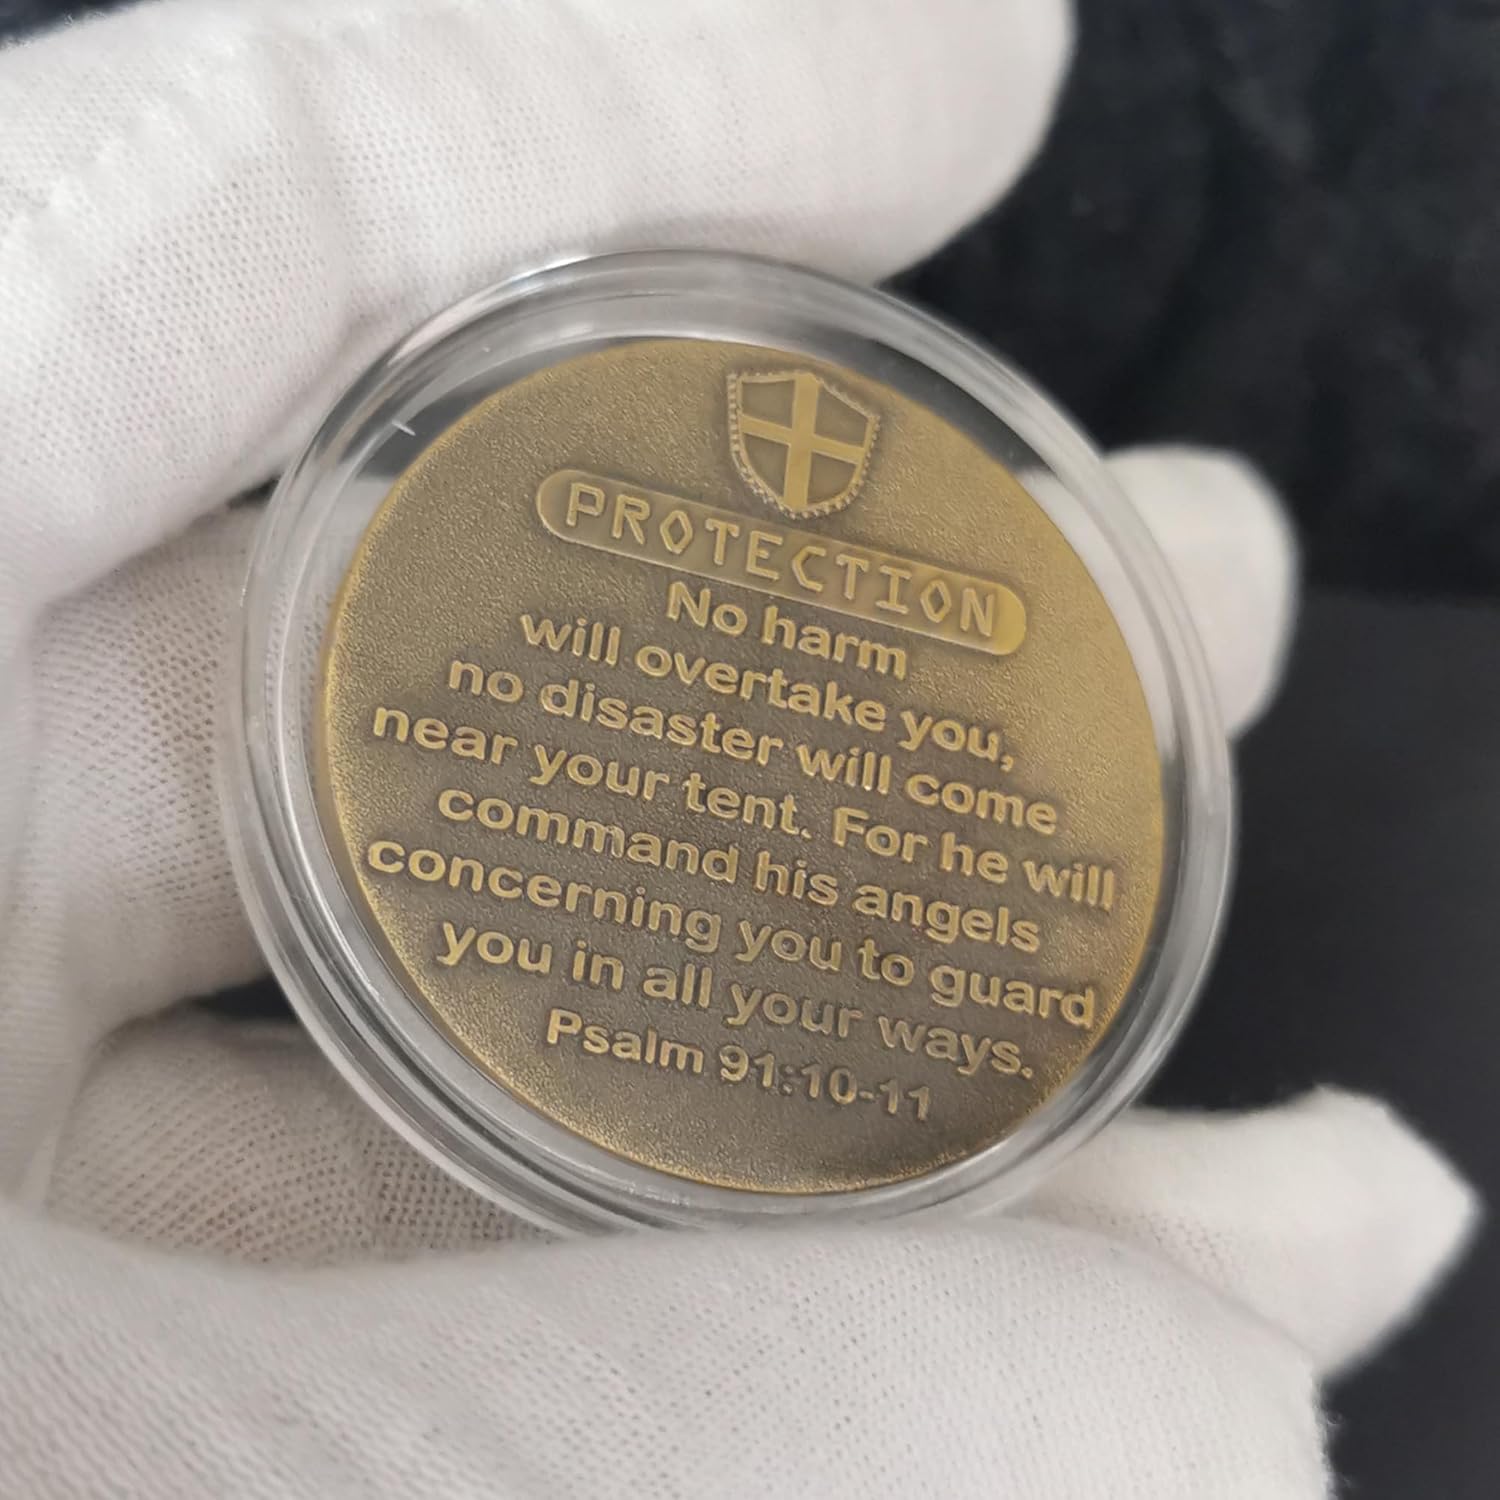 PROTECTION
No harm
will overtake you,
no disaster will come
near your tent. For he will
command his angels
concerning you to guard
you in all your ways.
Psalm 91:10-11